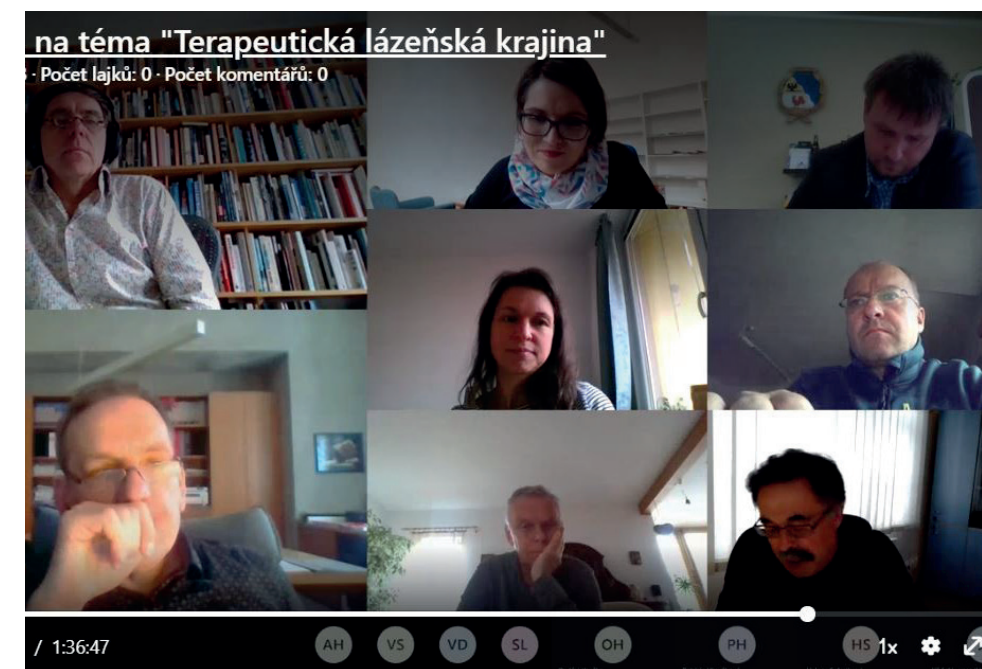 na téma "Terapeutická lázeňská krajina"
· Počet lajků: 0 · Počet komentářů: 0
/ 1:36:47
AH VS VD SL OH PH HS 1x